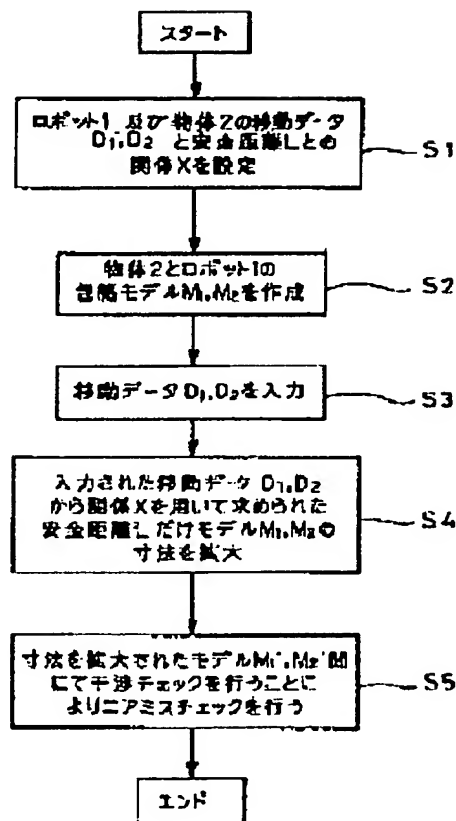 スタート
ロボット1 及び物体2の移動データ
D1,D2 と安全距離Lとの
関係Xを設定
S1
物体2とロボット1の
包絡モデルM1,M2を作成
S2
移動データD1,D2を入力
S3
入力された移動データ D1,D2
から関係Xを用いて求められた
安全距離LだけモデルM1,M2の
寸法を拡大
S4
寸法を拡大されたモデルM1',M2'間
にて干渉チェックを行うことに
よりニアミスチェックを行う
S5
エンド